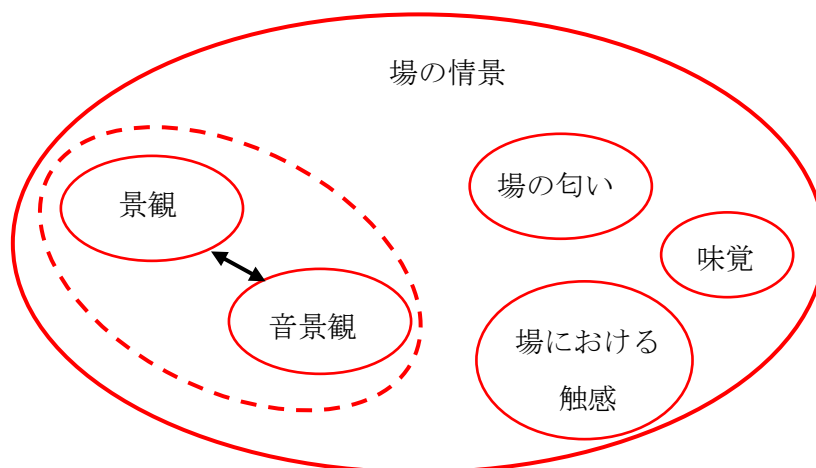 場の情景
景観
音景観
場の匂い
味覚
場における
触感